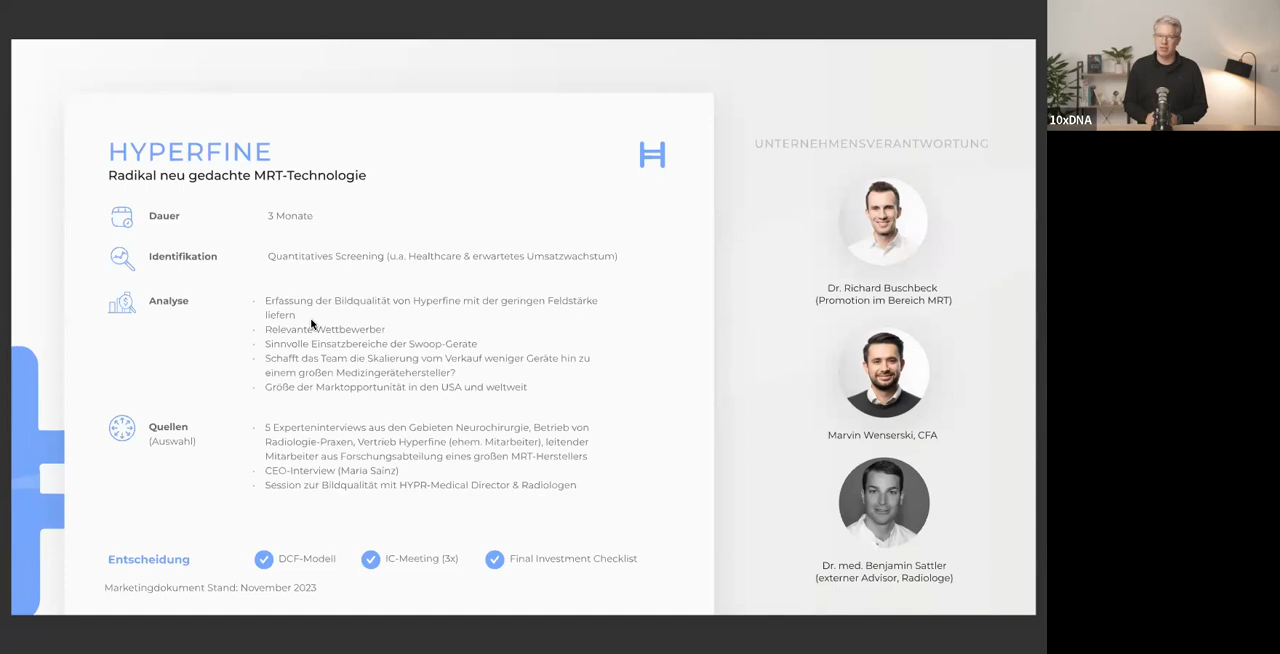 HYPERFINE
Radikal neu gedachte MRT-Technologie
Dauer
3 Monate
Identifikation
Quantitatives Screening (u.a. Healthcare & erwartetes Umsatzwachstum)
Analyse
· Erfassung der Bildqualität von Hyperfine mit der geringen Feldstärke
liefern
· Relevante Wettbewerber
· Sinnvolle Einsatzbereiche der Swoop-Geräte
· Schafft das Team die Skalierung vom Verkauf weniger Geräte hin zu
einem großen Medizingerätehersteller?
· Größe der Marktopportunität in den USA und weltweit
Quellen
(Auswahl)
· 5 Experteninterviews aus den Gebieten Neurochirurgie, Betrieb von
Radiologie-Praxen, Vertrieb Hyperfine (ehem. Mitarbeiter), leitender
Mitarbeiter aus Forschungsabteilung eines großen MRT-Herstellers
· CEO-Interview (Maria Sainz)
· Session zur Bildqualität mit HYPR-Medical Director & Radiologen
Entscheidung
DCF-Modell
IC-Meeting (3x)
Final Investment Checklist
Marketingdokument Stand: November 2023
UNTERNEHMENSVERANTWORTUNG
Dr. Richard Buschbeck
(Promotion im Bereich MRT)
Marvin Wenserski, CFA
Dr. med. Benjamin Sattler
(externer Advisor, Radiologe)
10xDNA